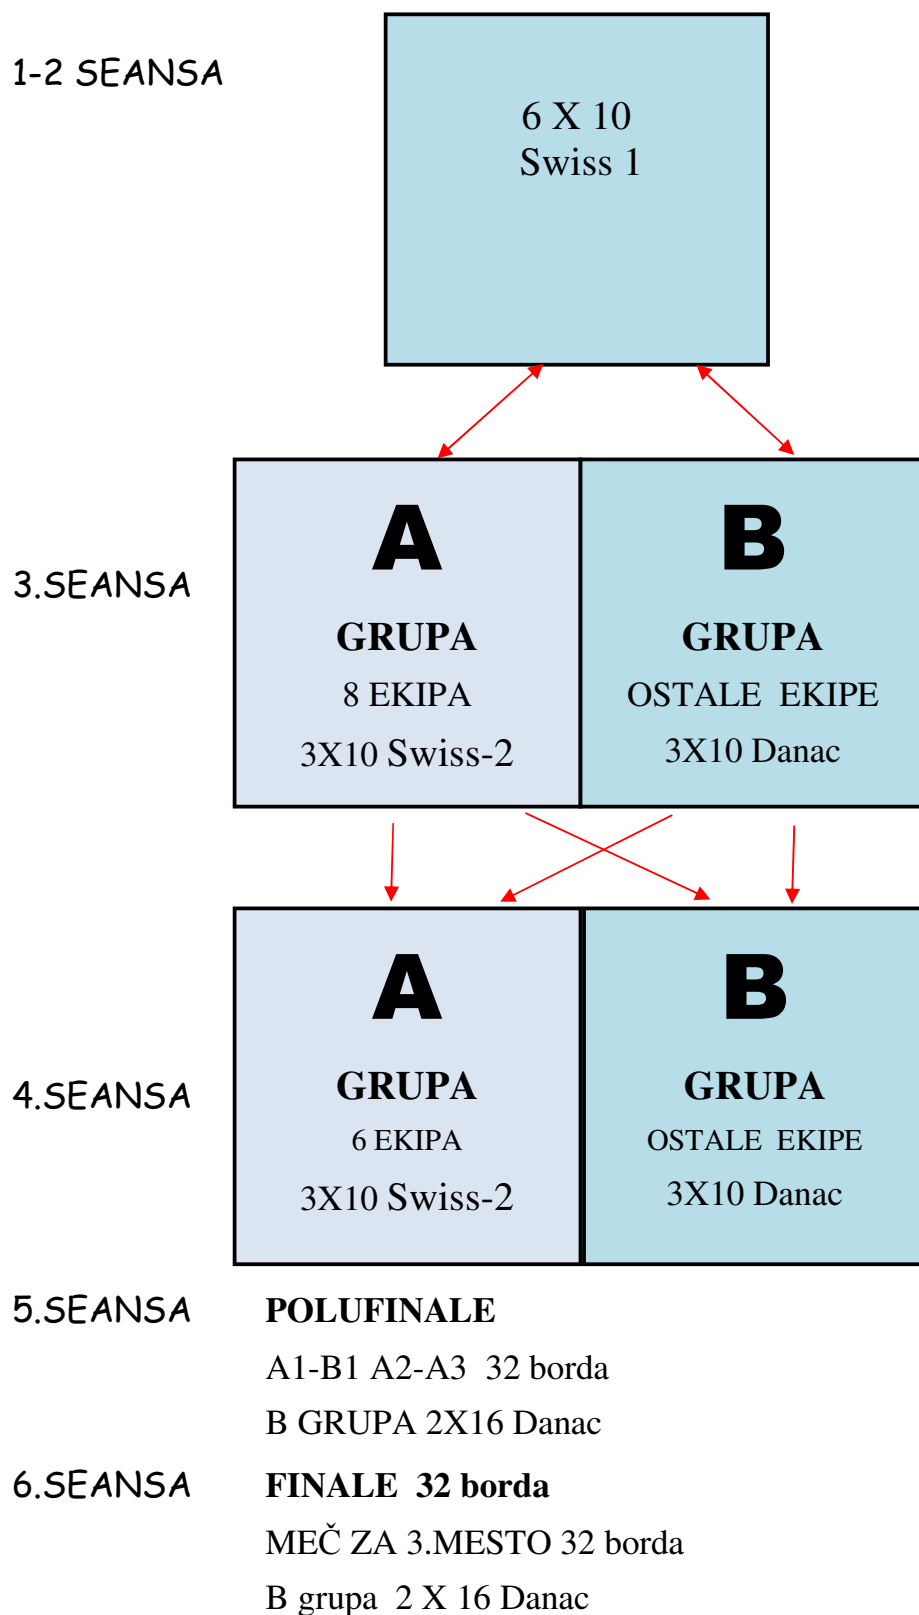 1-2 SEANSA
6 X 10
Swiss 1
3.SEANSA
A
GRUPA
8 EKIPA
3X10 Swiss-2
B
GRUPA
OSTALE EKIPE
3X10 Danac
4.SEANSA
A
GRUPA
6 EKIPA
3X10 Swiss-2
B
GRUPA
OSTALE EKIPE
3X10 Danac
5.SEANSA POLUFINALE
A1-B1 A2-A3 32 borda
B GRUPA 2X16 Danac
6.SEANSA FINALE 32 borda
MEČ ZA 3.MESTO 32 borda
B grupa 2 X 16 Danac